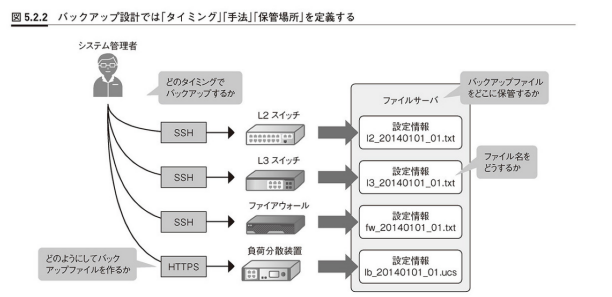 図 5.2.2 バックアップ設計では「タイミング」「手法」「保管場所」を定義する
システム管理者
どのタイミングで
バックアップするか
バックアップファイル
をどこに保管するか
ファイルサーバ
L2 スイッチ
SSH
設定情報
l2_20140101_01.txt
L3 スイッチ
SSH
設定情報
l3_20140101_01.txt
ファイル名を
どうするか
ファイアウォール
SSH
設定情報
fw_20140101_01.txt
どのようにしてバック
アップファイルを作るか
負荷分散装置
HTTPS
設定情報
lb_20140101_01.ucs